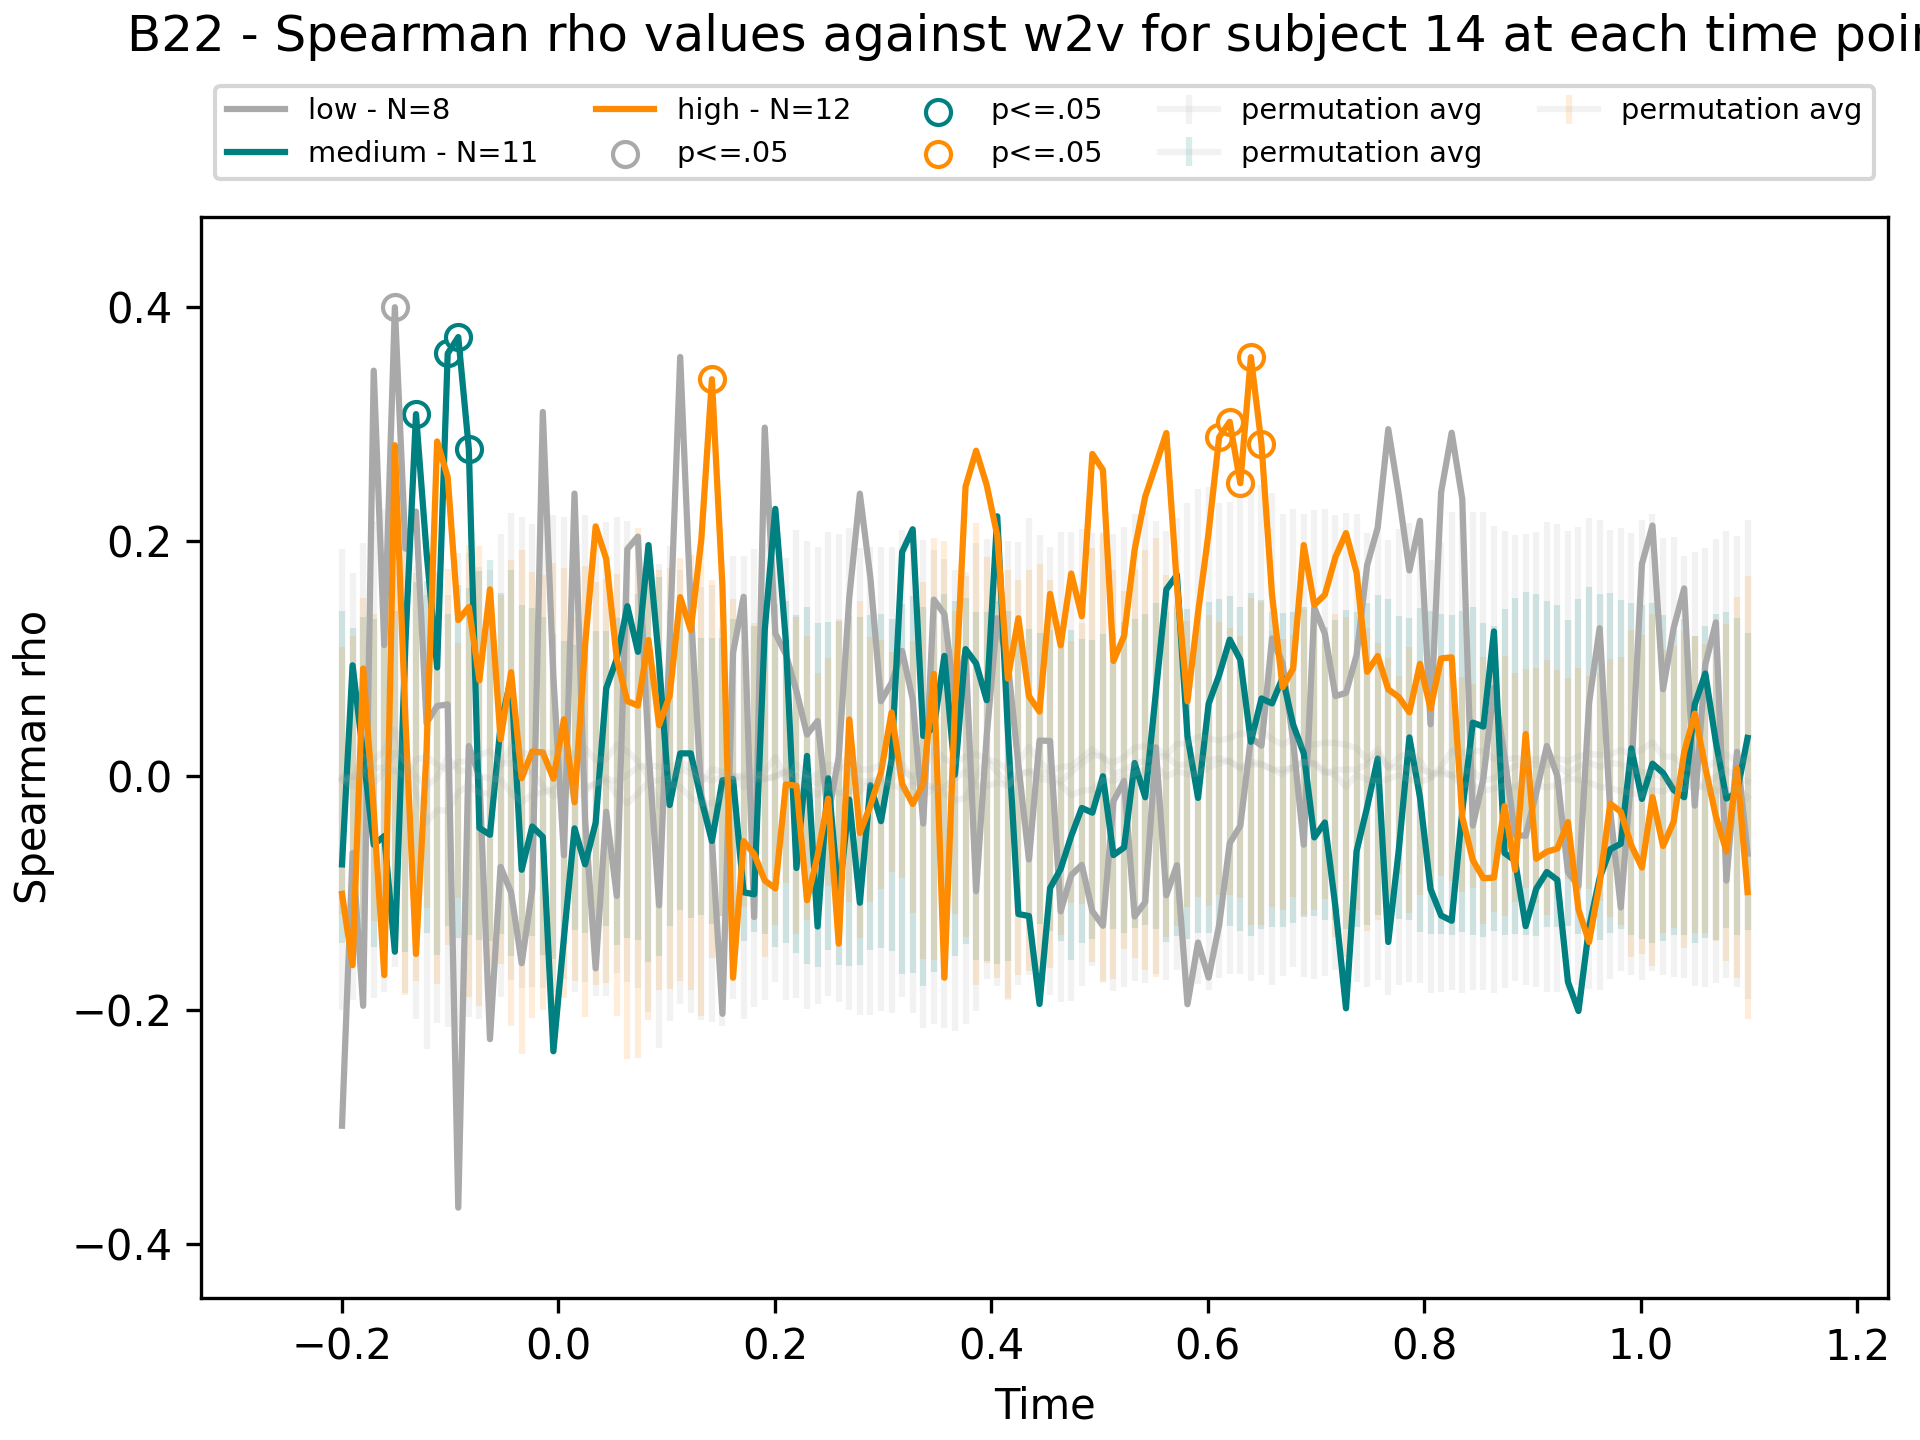 B22 - Spearman rho values against w2v for subject 14 at each time
low - N=8
medium - N=11
high - N=12
p<=.05
p<=.05
p<=.05
permutation avg
permutation avg
permutation avg
Spearman rho
0.4
0.2
0.0
−0.2
−0.4
−0.2 0.0 0.2 0.4 0.6 0.8 1.0 1.2
Time